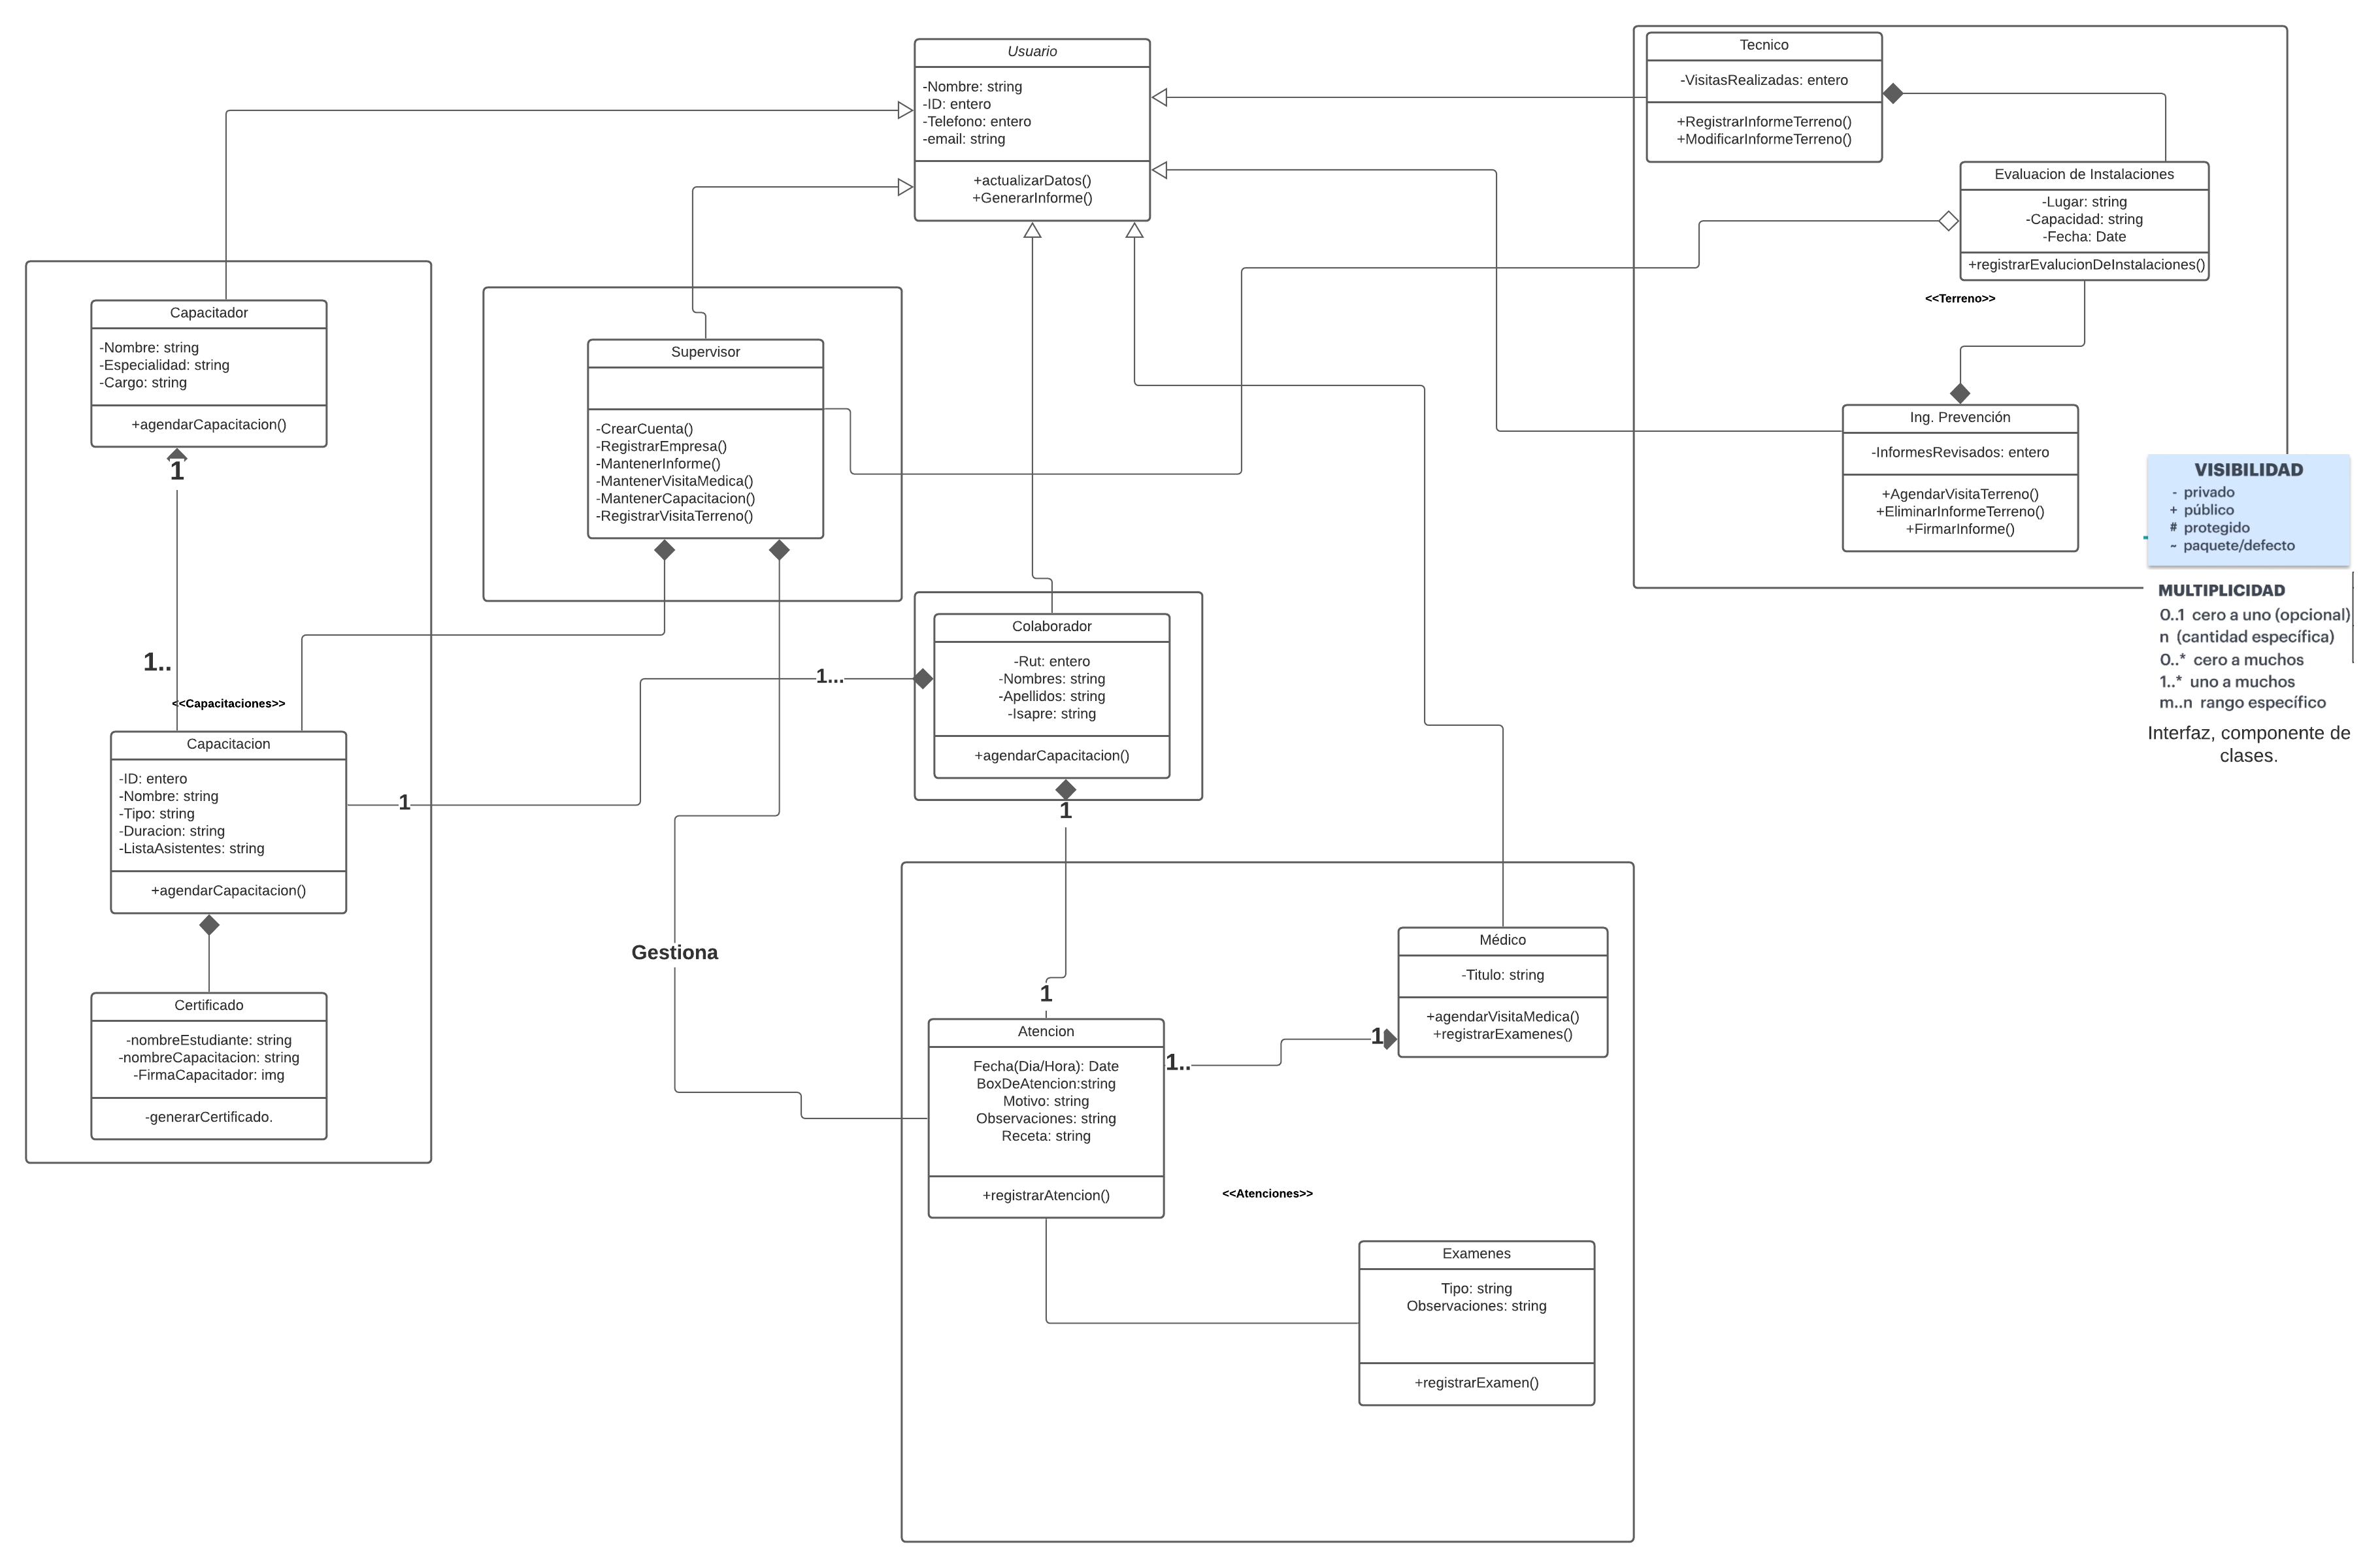 Usuario
-Nombre: string
-ID: entero
-Telefono: entero
-email: string
+actualizarDatos()
+GenerarInforme()
Tecnico
-VisitasRealizadas: entero
+RegistrarInformeTerreno()
+ModificarInformeTerreno()
Evaluacion de Instalaciones
-Lugar: string
-Capacidad: string
-Fecha: Date
+registrarEvalucionDeInstalaciones()
<<Terreno>>
Ing. Prevención
-InformesRevisados: entero
+AgendarVisitaTerreno()
+EliminarInformeTerreno()
+FirmarInforme()
VISIBILIDAD
- privado
+ público
# protegido
~ paquete/defecto
MULTIPLICIDAD
0..1 cero a uno (opcional)
n (cantidad específica)
0..* cero a muchos
1..* uno a muchos
m..n rango específico
Interfaz, componente de
clases.
Capacitador
-Nombre: string
-Especialidad: string
-Cargo: string
+agendarCapacitacion()
1
1..
<<Capacitaciones>>
Capacitacion
-ID: entero
-Nombre: string
-Tipo: string
-Duracion: string
-ListaAsistentes: string
+agendarCapacitacion()
1
1...
Certificado
-nombreEstudiante: string
-nombreCapacitacion: string
-FirmaCapacitador: img
-generarCertificado.
Supervisor
-CrearCuenta()
-RegistrarEmpresa()
-MantenerInforme()
-MantenerVisitaMedica()
-MantenerCapacitacion()
-RegistrarVisitaTerreno()
Gestiona
Colaborador
-Rut: entero
-Nombres: string
-Apellidos: string
-Isapre: string
+agendarCapacitacion()
1
1
Atencion
Fecha(Dia/Hora): Date
BoxDeAtencion:string
Motivo: string
Observaciones: string
Receta: string
+registrarAtencion()
1..
1
Médico
-Titulo: string
+agendarVisitaMedica()
+registrarExamenes()
<<Atenciones>>
Examenes
Tipo: string
Observaciones: string
+registrarExamen()